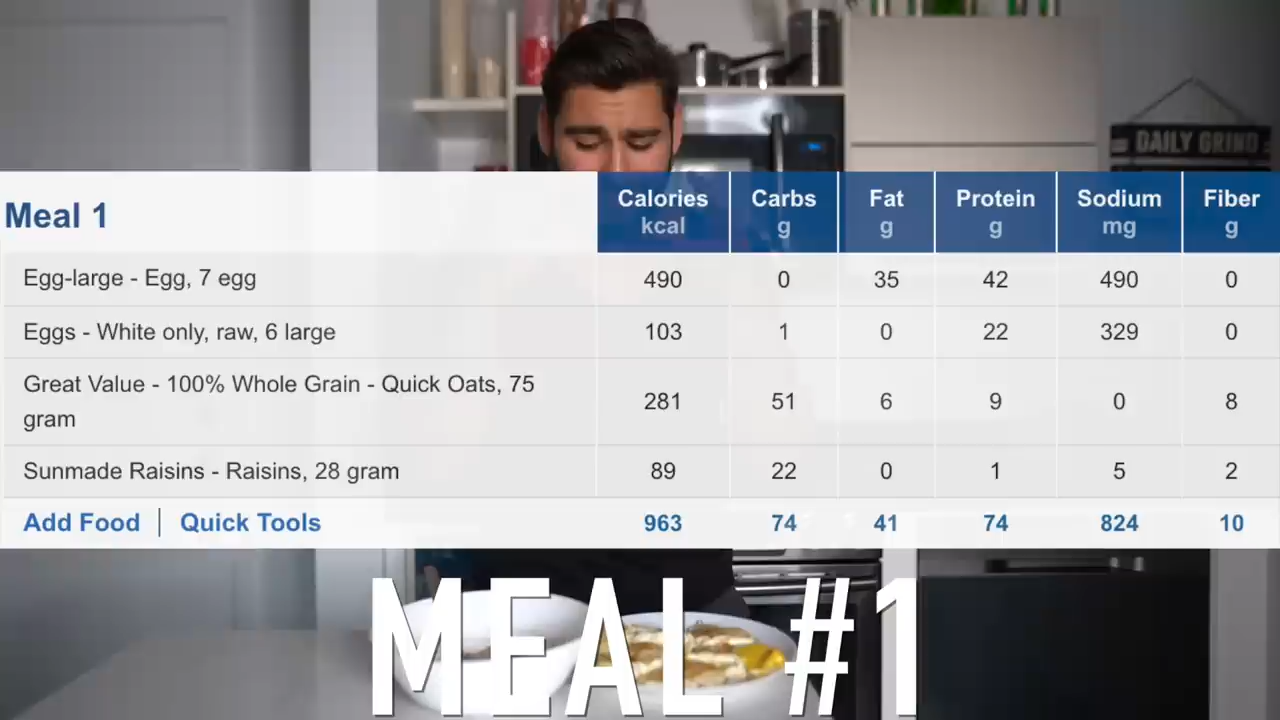 DAILY GRIND
Meal 1 Calories Carbs Fat Protein Sodium Fiber
kcal g g g mg g
Egg-large - Egg, 7 egg 490 0 35 42 490 0
Eggs - White only, raw, 6 large 103 1 0 22 329 0
Great Value - 100% Whole Grain - Quick Oats, 75
gram 281 51 6 9 0 8
Sunmade Raisins - Raisins, 28 gram 89 22 0 1 5 2
Add Food | Quick Tools 963 74 41 74 824 10
MEAL #1